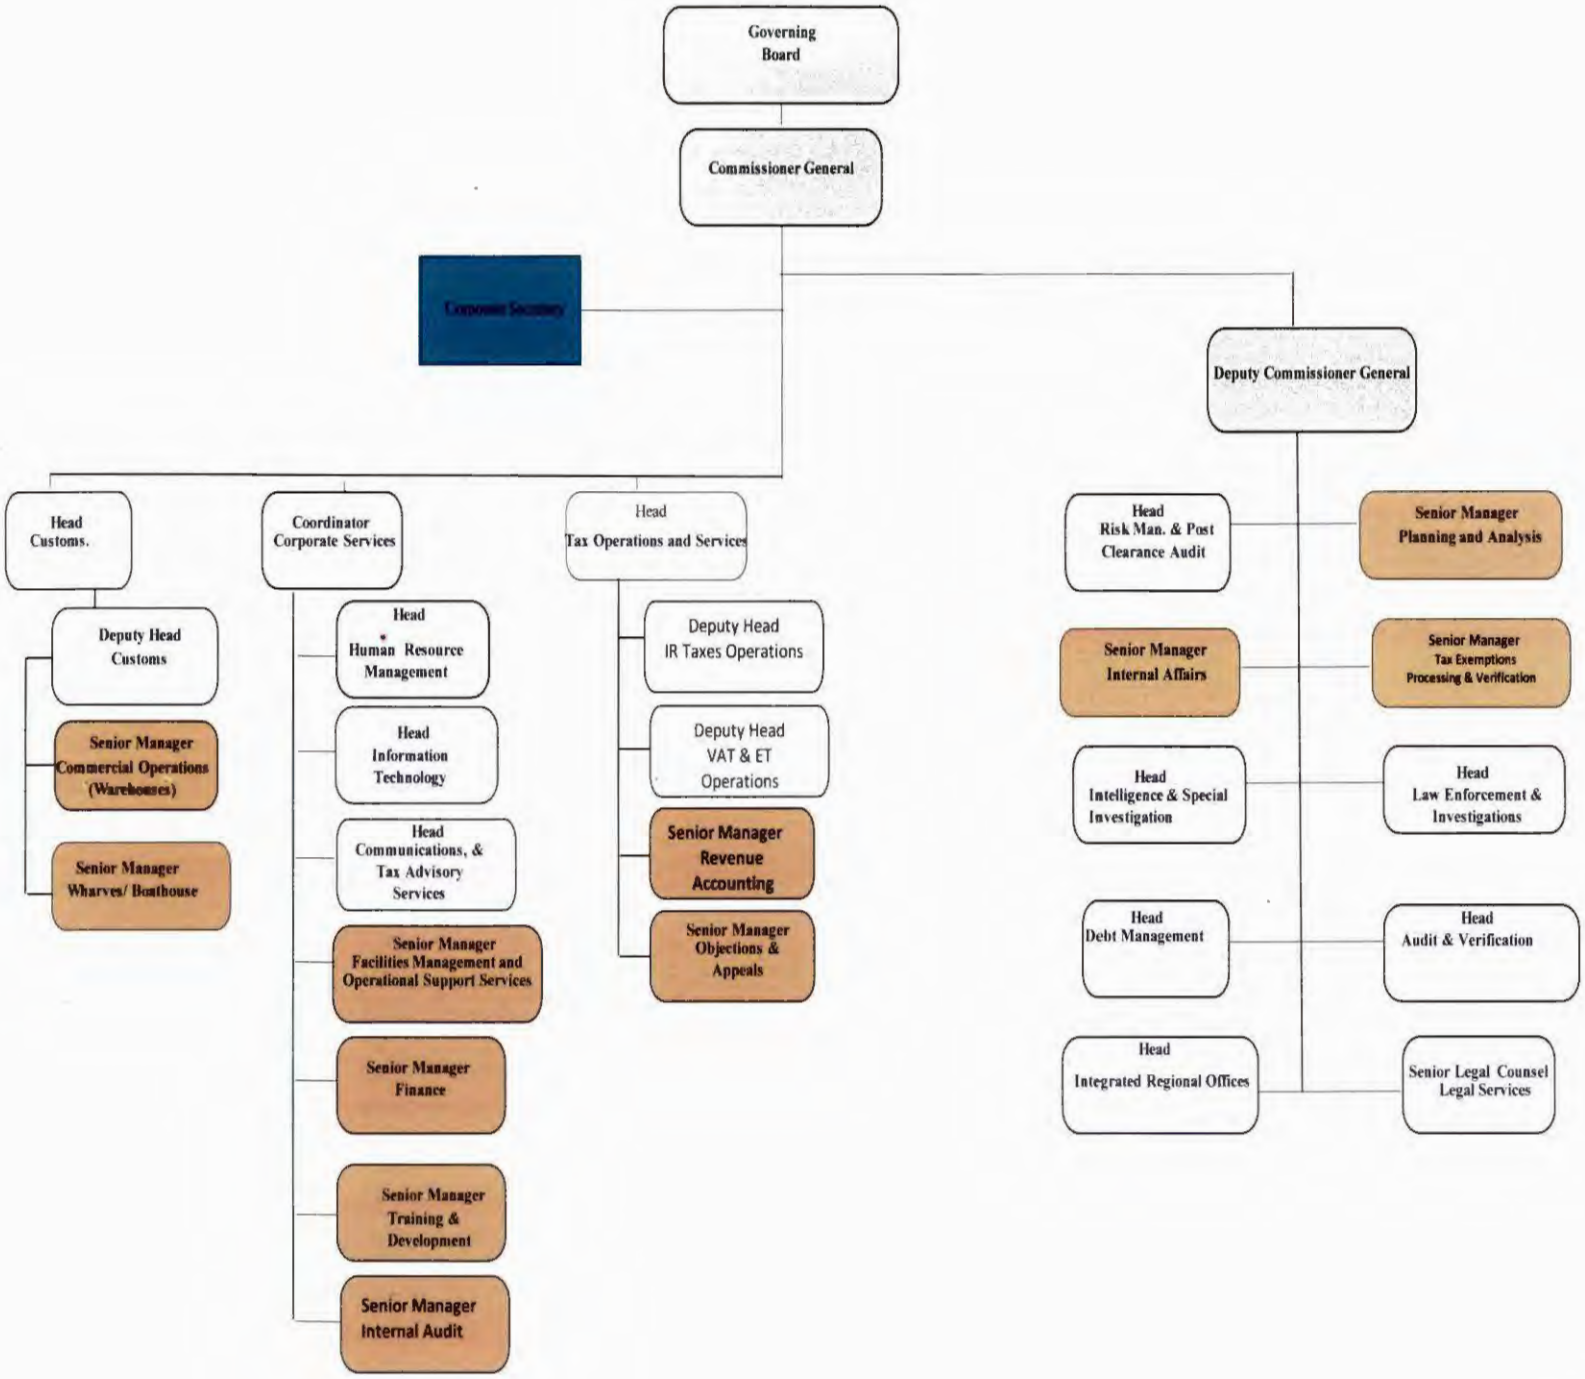 Governing
Board
Commissioner General
Corporate Secretary
Deputy Commissioner General
Head
Customs.
Coordinator
Corporate Services
Head
Tax Operations and Services
Deputy Head
Customs
Senior Manager
Commercial Operations
(Warehouses)
Senior Manager
Wharves/ Boathouse
Head
Human Resource
Management
Head
Information
Technology
Head
Communications, &
Tax Advisory
Services
Senior Manager
Facilities Management and
Operational Support Services
Senior Manager
Finance
Senior Manager
Training &
Development
Senior Manager
Internal Audit
Deputy Head
IR Taxes Operations
Deputy Head
VAT & ET
Operations
Senior Manager
Revenue
Accounting
Senior Manager
Objections &
Appeals
Head
Risk Man. & Post
Clearance Audit
Senior Manager
Planning and Analysis
Senior Manager
Internal Affairs
Senior Manager
Tax Exemptions
Processing & Verification
Head
Intelligence & Special
Investigation
Head
Law Enforcement &
Investigations
Head
Debt Management
Head
Audit & Verification
Head
Integrated Regional Offices
Senior Legal Counsel
Legal Services